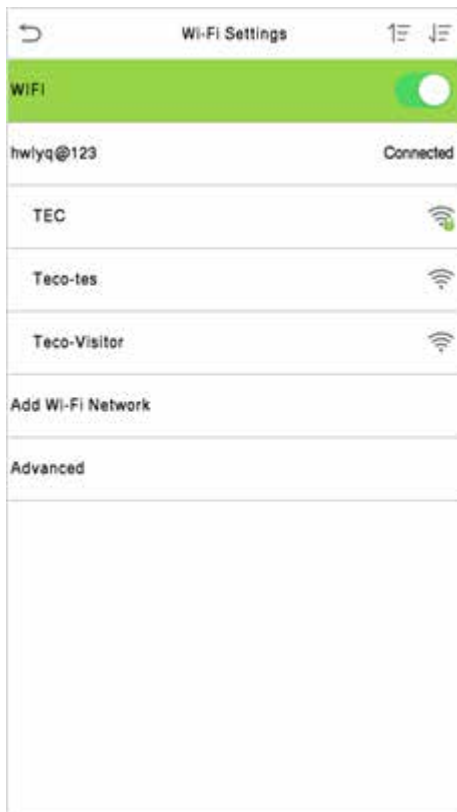 Wi-Fi Settings
WIFI
hwlyq@123 Connected
TEC
Teco-tes
Teco-Visitor
Add Wi-Fi Network
Advanced